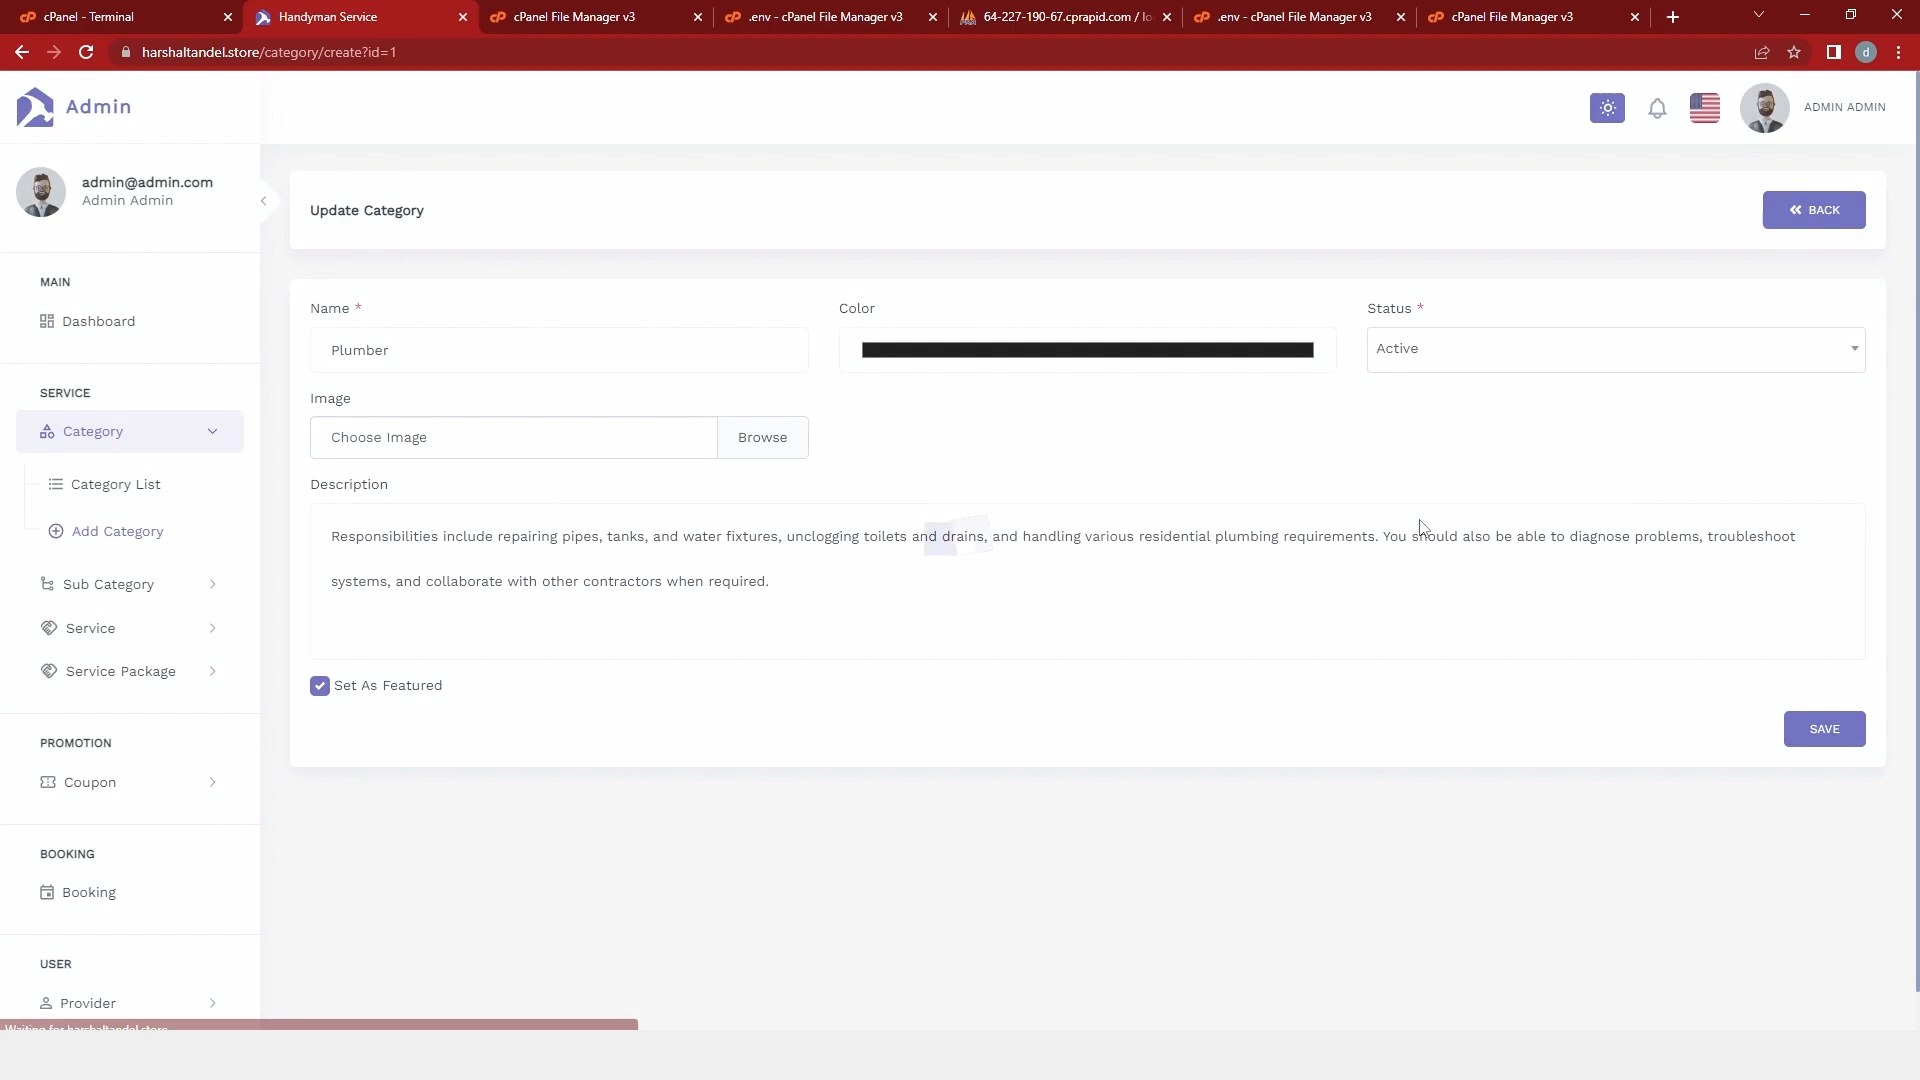 cPanel - Terminal
Handyman Service
cPanel File Manager v3
.env - cPanel File Manager v3
64-227-190-67.cprapid.com / lo
.env - cPanel File Manager v3
cPanel File Manager v3
harshaltandel.store/category/create?id=1
d
Admin
ADMIN ADMIN
admin@admin.com
Admin Admin
MAIN
Dashboard
SERVICE
Category
Category List
Add Category
Sub Category
Service
Service Package
PROMOTION
Coupon
BOOKING
Booking
USER
Provider
Waiting for harshaltandel.store
Update Category
BACK
Name *
Color
Status *
Plumber
Active
Image
Choose Image
Browse
Description
Responsibilities include repairing pipes, tanks, and water fixtures, unclogging toilets and drains, and handling various residential plumbing requirements. You should also be able to diagnose problems, troubleshoot
systems, and collaborate with other contractors when required.
Set As Featured
SAVE